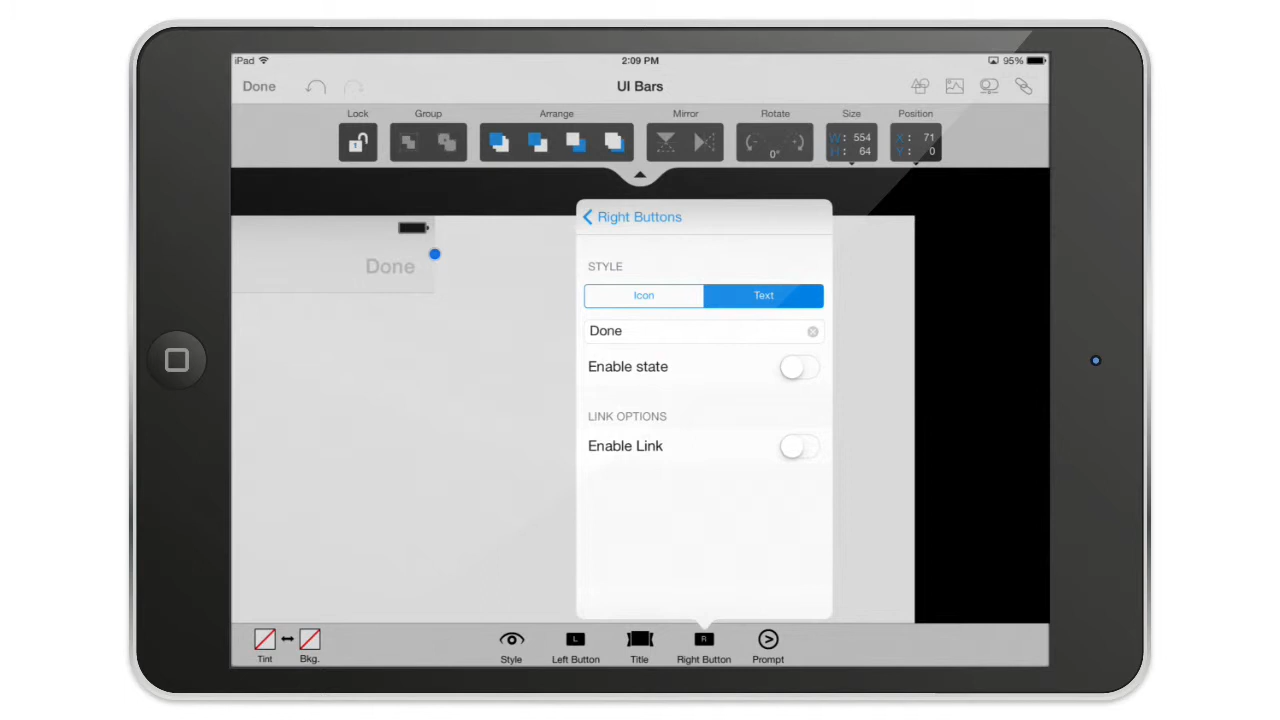 iPad 2:09 PM 95%
Done UI Bars
Lock Group Arrange Mirror Rotate Size Position
W: 554 X: 71
0° H: 64 Y: 0
Right Buttons
Done
STYLE
Icon Text
Done
Enable state
LINK OPTIONS
Enable Link
L R
Tint Bkg. Style Left Button Title Right Button Prompt